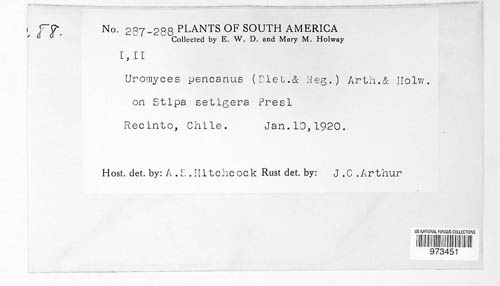 288.
No. 287-288 PLANTS OF SOUTH AMERICA
Collected by E. W. D. and Mary M. Holway
I,II
Uromyces pencanus (Diet.& Neg.) Arth.& Holw.
on Stipa setigera Presl
Recinto, Chile. Jan.10,1920.
Host. det. by: A.S.Hitchcock Rust det. by: J.C.Arthur
US NATIONAL FUNGUS COLLECTIONS
973451